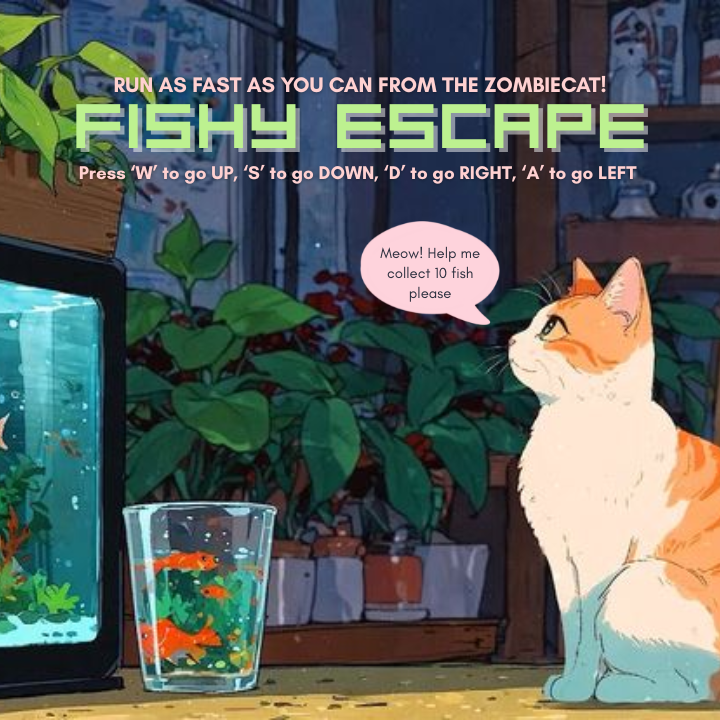 RUN AS FAST AS YOU CAN FROM THE ZOMBIECAT!
FISHY ESCAPE
Press ‘W’ to go UP, ‘S’ to go DOWN, ‘D’ to go RIGHT, ‘A’ to go LEFT
Meow! Help me
collect 10 fish
please